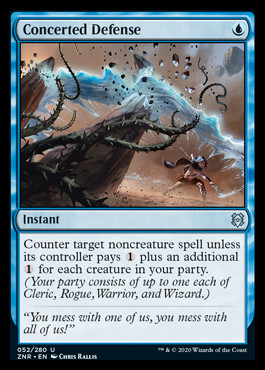 Concerted Defense
Instant
Counter target noncreature spell unless
its controller pays 1 plus an additional
1 for each creature in your party.
(Your party consists of up to one each of
Cleric, Rogue, Warrior, and Wizard.)
“You mess with one of us, you mess with
all of us!”
052/280 U
ZNR • EN Chris Rallis
™ & © 2020 Wizards of the Coast